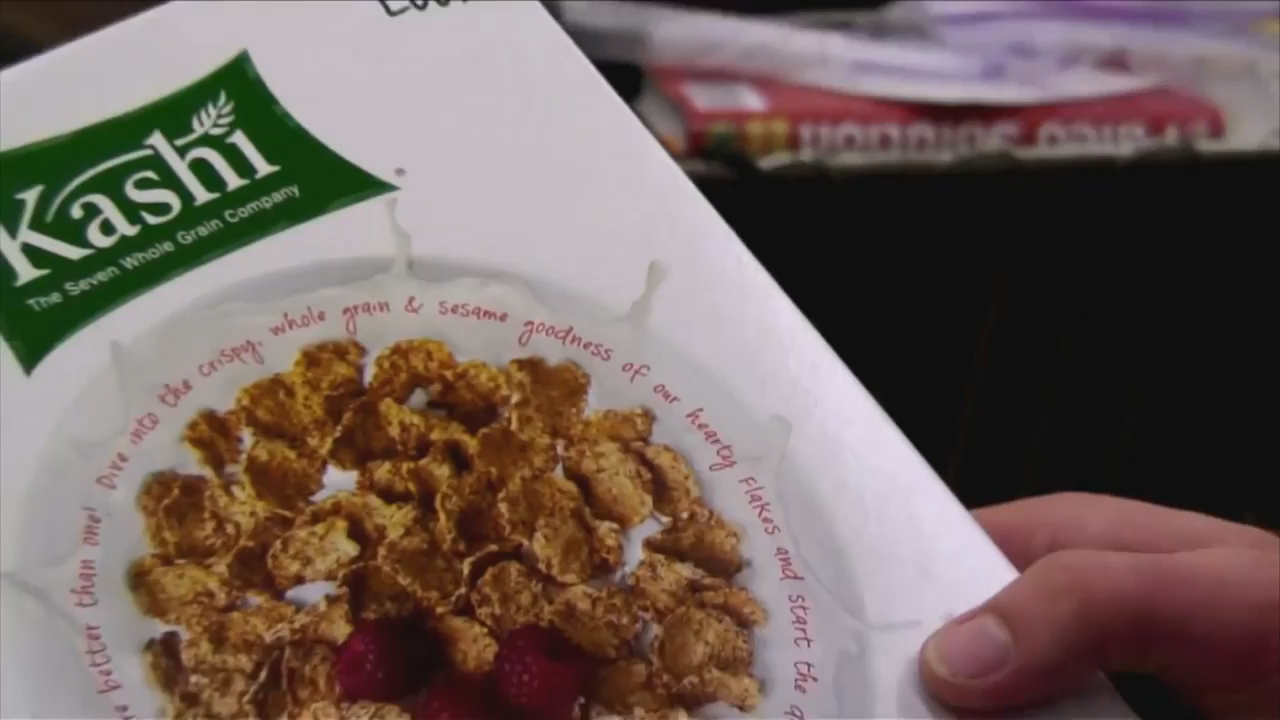 Kashi
The Seven Whole Grain Company
better than one! Dive into the crispy, whole grain & sesame goodness of our hearty flakes and start the